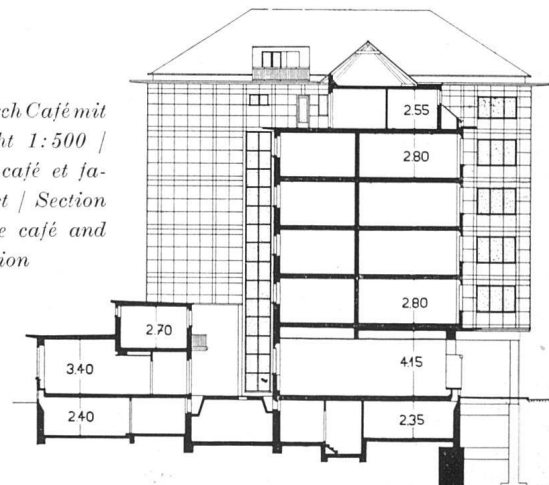 ch Café mit
ht 1:500 /
café et fa-
t / Section
e café and
ion
2.55
2.80
2.80
2.70
3.40
4.15
2.40
2.35